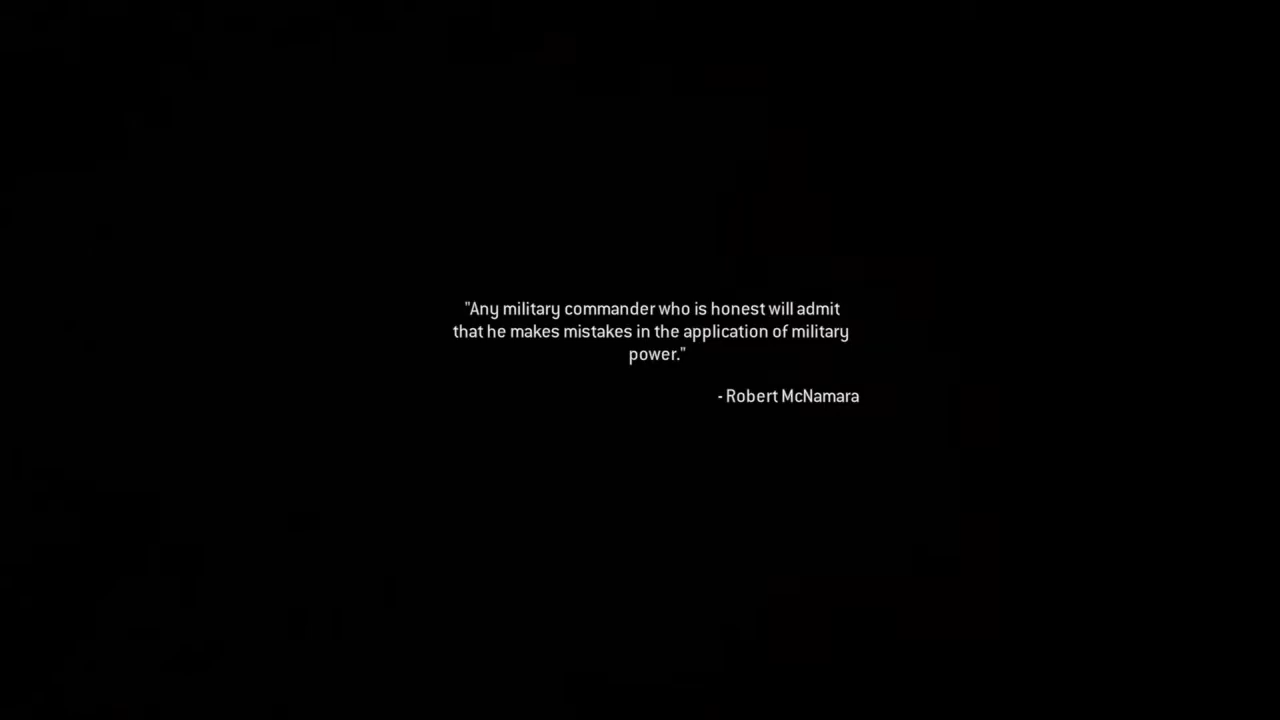 "Any military commander who is honest will admit
that he makes mistakes in the application of military
power."
- Robert McNamara